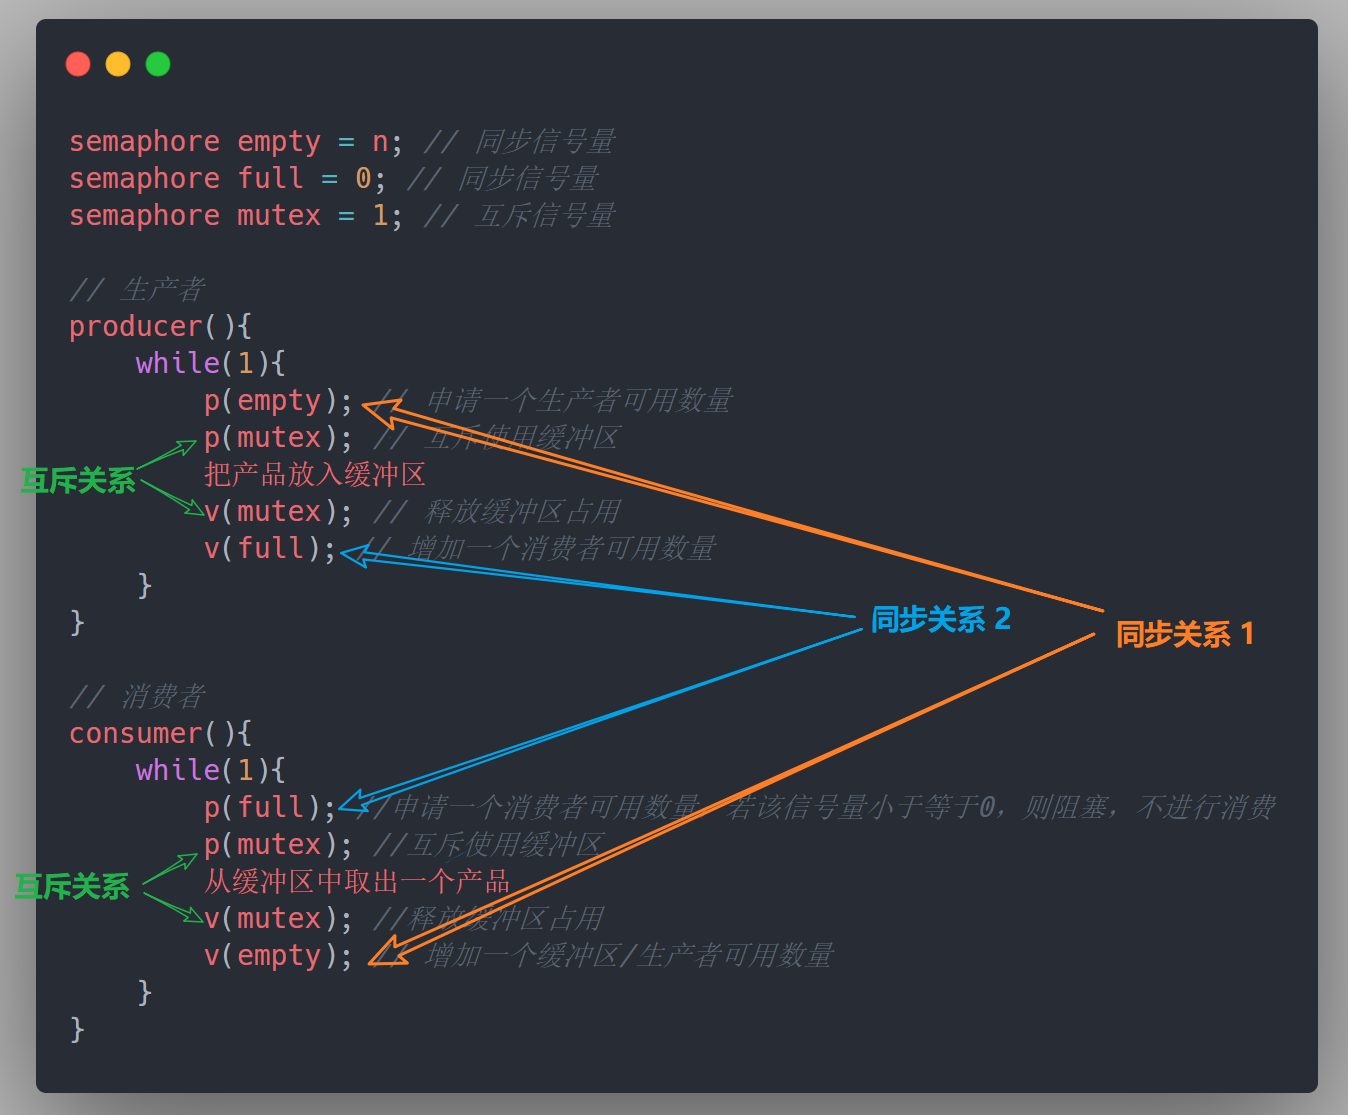 semaphore empty = n; // 同步信号量
semaphore full = 0; // 同步信号量
semaphore mutex = 1; // 互斥信号量
// 生产者
producer(){
while(1){
p(empty); // 申请一个生产者可用数量
p(mutex); // 互斥使用缓冲区
互斥关系
把产品放入缓冲区
v(mutex); // 释放缓冲区占用
v(full); // 增加一个消费者可用数量
}
}
同步关系 2
同步关系 1
// 消费者
consumer(){
while(1){
p(full); //申请一个消费者可用数量，若该信号量小于等于0，则阻塞，不进行消费
p(mutex); //互斥使用缓冲区
互斥关系
从缓冲区中取出一个产品
v(mutex); //释放缓冲区占用
v(empty); // 增加一个缓冲区/生产者可用数量
}
}